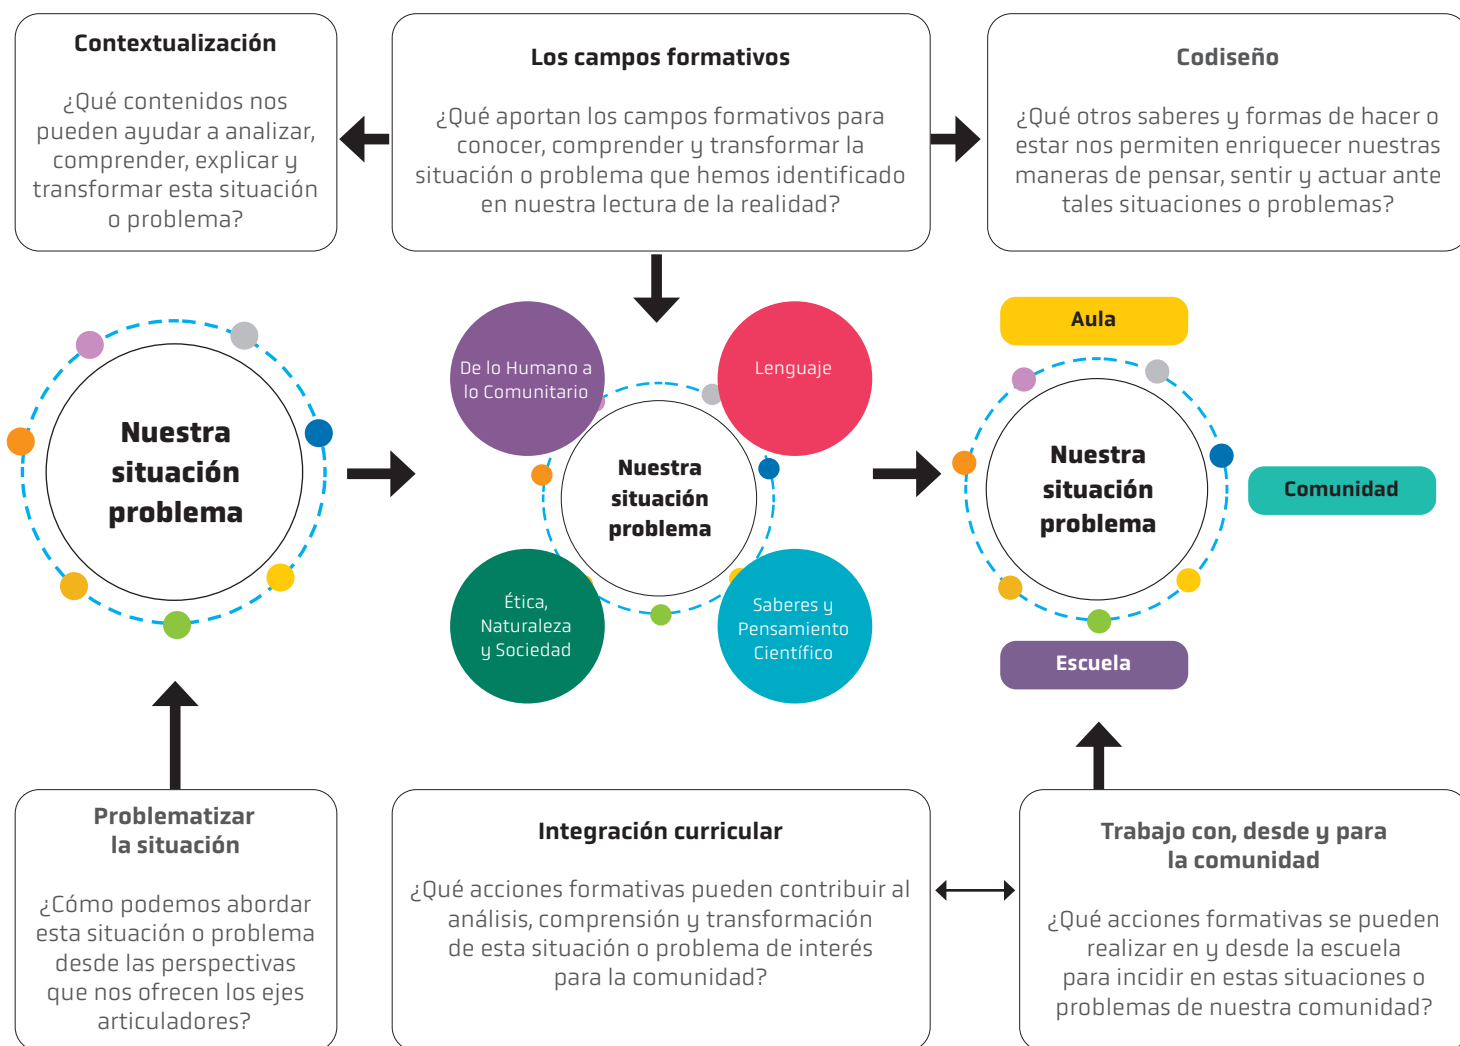 Contextualización
¿Qué contenidos nos
pueden ayudar a analizar,
comprender, explicar y
transformar esta situación
o problema?
Los campos formativos
¿Qué aportan los campos formativos para
conocer, comprender y transformar la
situación o problema que hemos identificado
en nuestra lectura de la realidad?
Codiseño
¿Qué otros saberes y formas de hacer o
estar nos permiten enriquecer nuestras
maneras de pensar, sentir y actuar ante
tales situaciones o problemas?
Nuestra
situación
problema
De lo Humano a
lo Comunitario
Lenguaje
Nuestra
situación
problema
Ética,
Naturaleza
y Sociedad
Saberes y
Pensamiento
Científico
Aula
Nuestra
situación
problema
Comunidad
Escuela
Problematizar
la situación
¿Cómo podemos abordar
esta situación o problema
desde las perspectivas
que nos ofrecen los ejes
articuladores?
Integración curricular
¿Qué acciones formativas pueden contribuir al
análisis, comprensión y transformación
de esta situación o problema de interés
para la comunidad?
Trabajo con, desde y para
la comunidad
¿Qué acciones formativas se pueden
realizar en y desde la escuela
para incidir en estas situaciones o
problemas de nuestra comunidad?